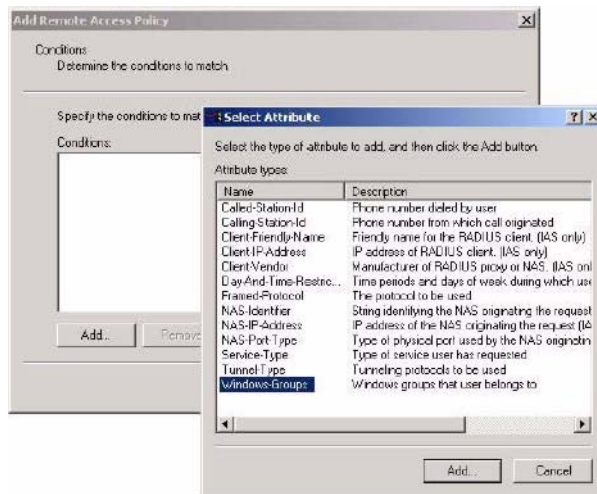 Add Remote Access Policy
Conditions
Determine the conditions to match.
Specify the conditions to mat
Conditions:
Add...
Remove
Select Attribute
Select the type of attribute to add, and then click the Add button.
Attribute types:
Name Description
Called-Station-Id Phone number dialed by user
Calling-Station-Id Phone number from which call originated
Client-Friendly-Name Friendly name for the RADIUS client. (IAS only)
Client-IP-Address IP address of RADIUS client. (IAS only)
Client-Vendor Manufacturer of RADIUS proxy or NAS. (IAS onl
Day-And-Time-Restric... Time periods and days of week during which use
Framed-Protocol The protocol to be used
NAS-Identifier String identifying the NAS originating the request
NAS-IP-Address IP address of the NAS originating the request (IA
NAS-Port-Type Type of physical port used by the NAS originatin
Service-Type Type of service user has requested
Tunnel-Type Tunneling protocols to be used
Windows-Groups Windows groups that user belongs to
Add...
Cancel